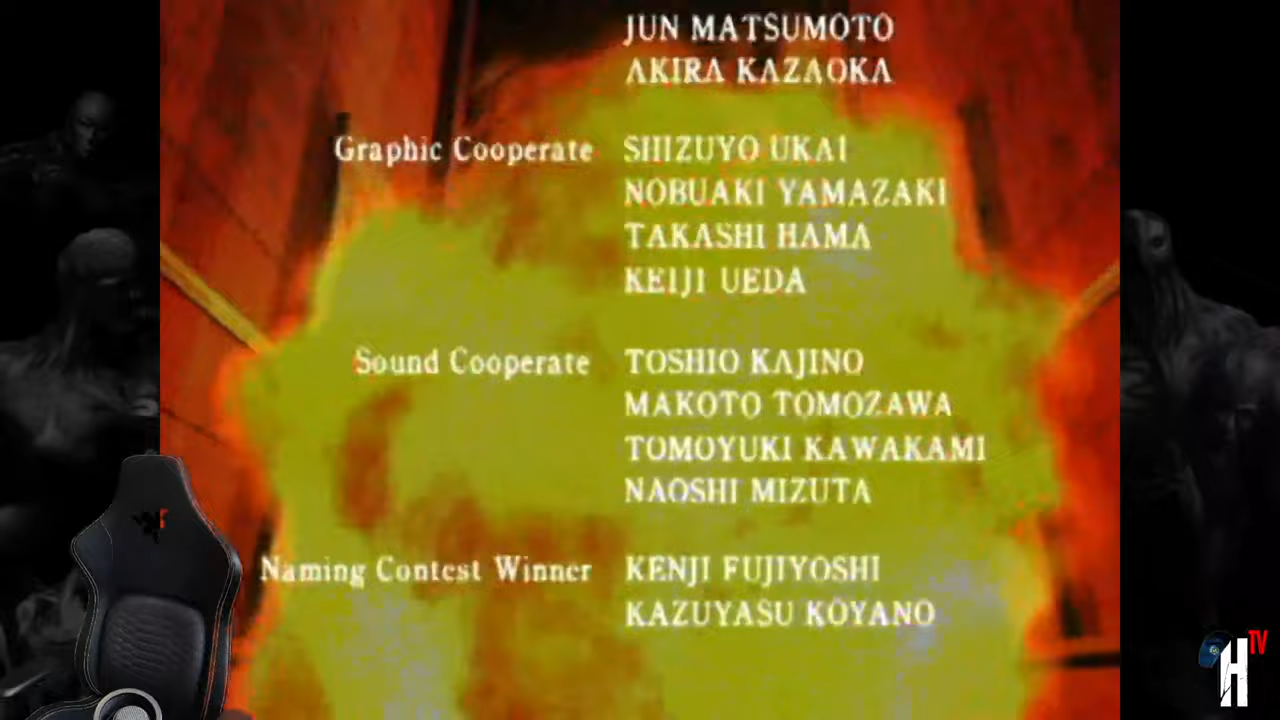 JUN MATSUMOTO
AKIRA KAZAOKA
Graphic Cooperate SHIZUYO UKAI
NOBUAKI YAMAZAKI
TAKASHI HAMA
KEIJI UEDA
Sound Cooperate TOSHIO KAJINO
MAKOTO TOMOZAWA
TOMOYUKI KAWAKAMI
NAOSHI MIZUTA
Naming Contest Winner KENJI FUJIYOSHI
KAZUYASU KOYANO
H TV